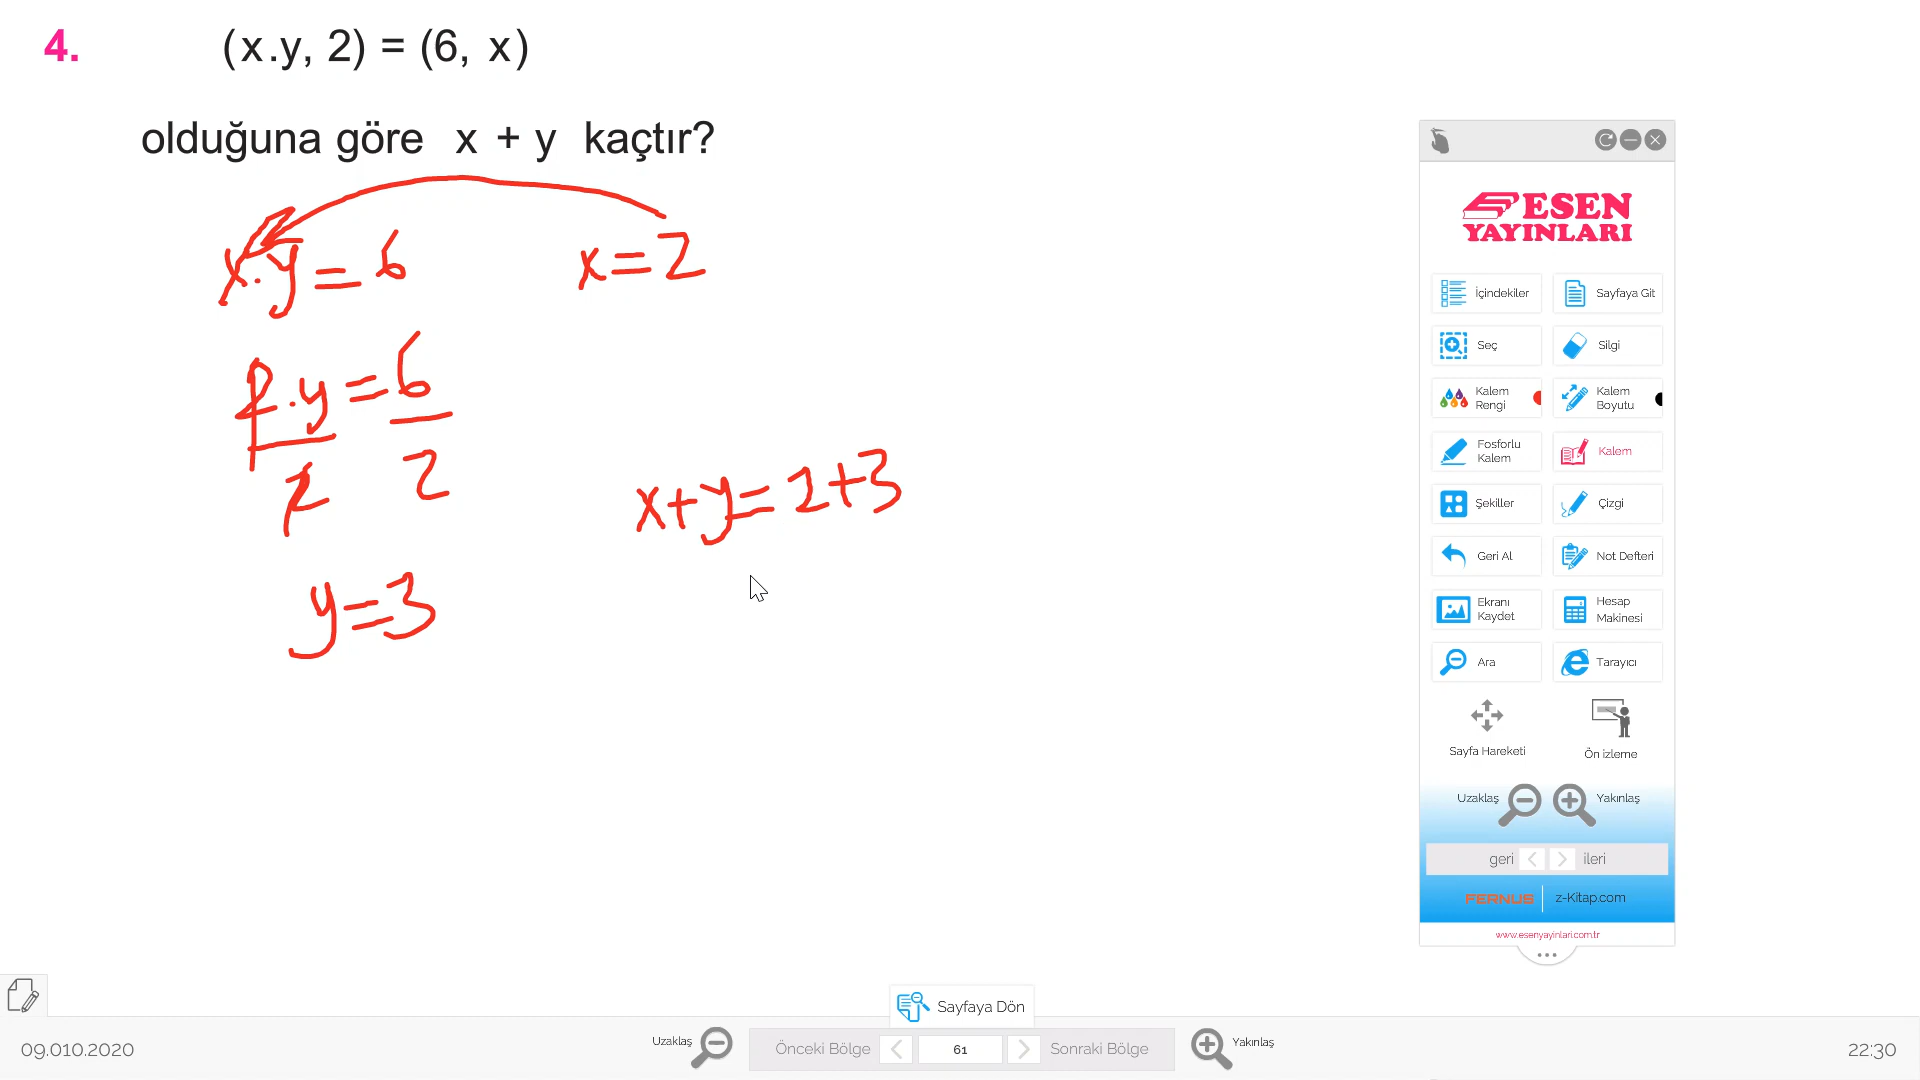 4. (x.y, 2) = (6, x)
olduğuna göre x + y kaçtır?
x.y = 6
x = 2
2.y = 6
2 2
x+y = 2+3
y = 3
ESEN
YAYINLARI
İçindekiler
Sayfaya Git
Seç
Silgi
Kalem
Rengi
Kalem
Boyutu
Fosforlu
Kalem
Kalem
Şekiller
Çizgi
Geri Al
Not Defteri
Ekranı
Kaydet
Hesap
Makinesi
Ara
Tarayıcı
Sayfa Hareketi
Ön izleme
Uzaklaş
Yakınlaş
geri
ileri
FERNUS
z-Kitap.com
www.esenyayinlari.com.tr
Sayfaya Dön
09.010.2020
Uzaklaş
Önceki Bölge
61
Sonraki Bölge
Yakınlaş
22:30